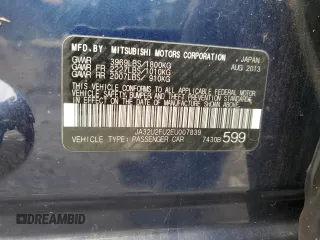 MFD. BY MITSUBISHI MOTORS CORPORATION, JAPAN
GVWR 3969LBS/1800KG AUG 2013
GAWR FR 2227LBS/1010KG
GAWR RR 2007LBS/910KG
THIS VEHICLE CONFORMS TO ALL APPLICABLE FEDERAL
MOTOR VEHICLE SAFETY, BUMPER, AND THEFT
PREVENTION STANDARDS IN EFFECT ON THE DATE OF
MANUFACTURE SHOWN ABOVE.
JA32U2FU2EU007839
VEHICLE TYPE: PASSENGER CAR 7430B 599
DREAMBID